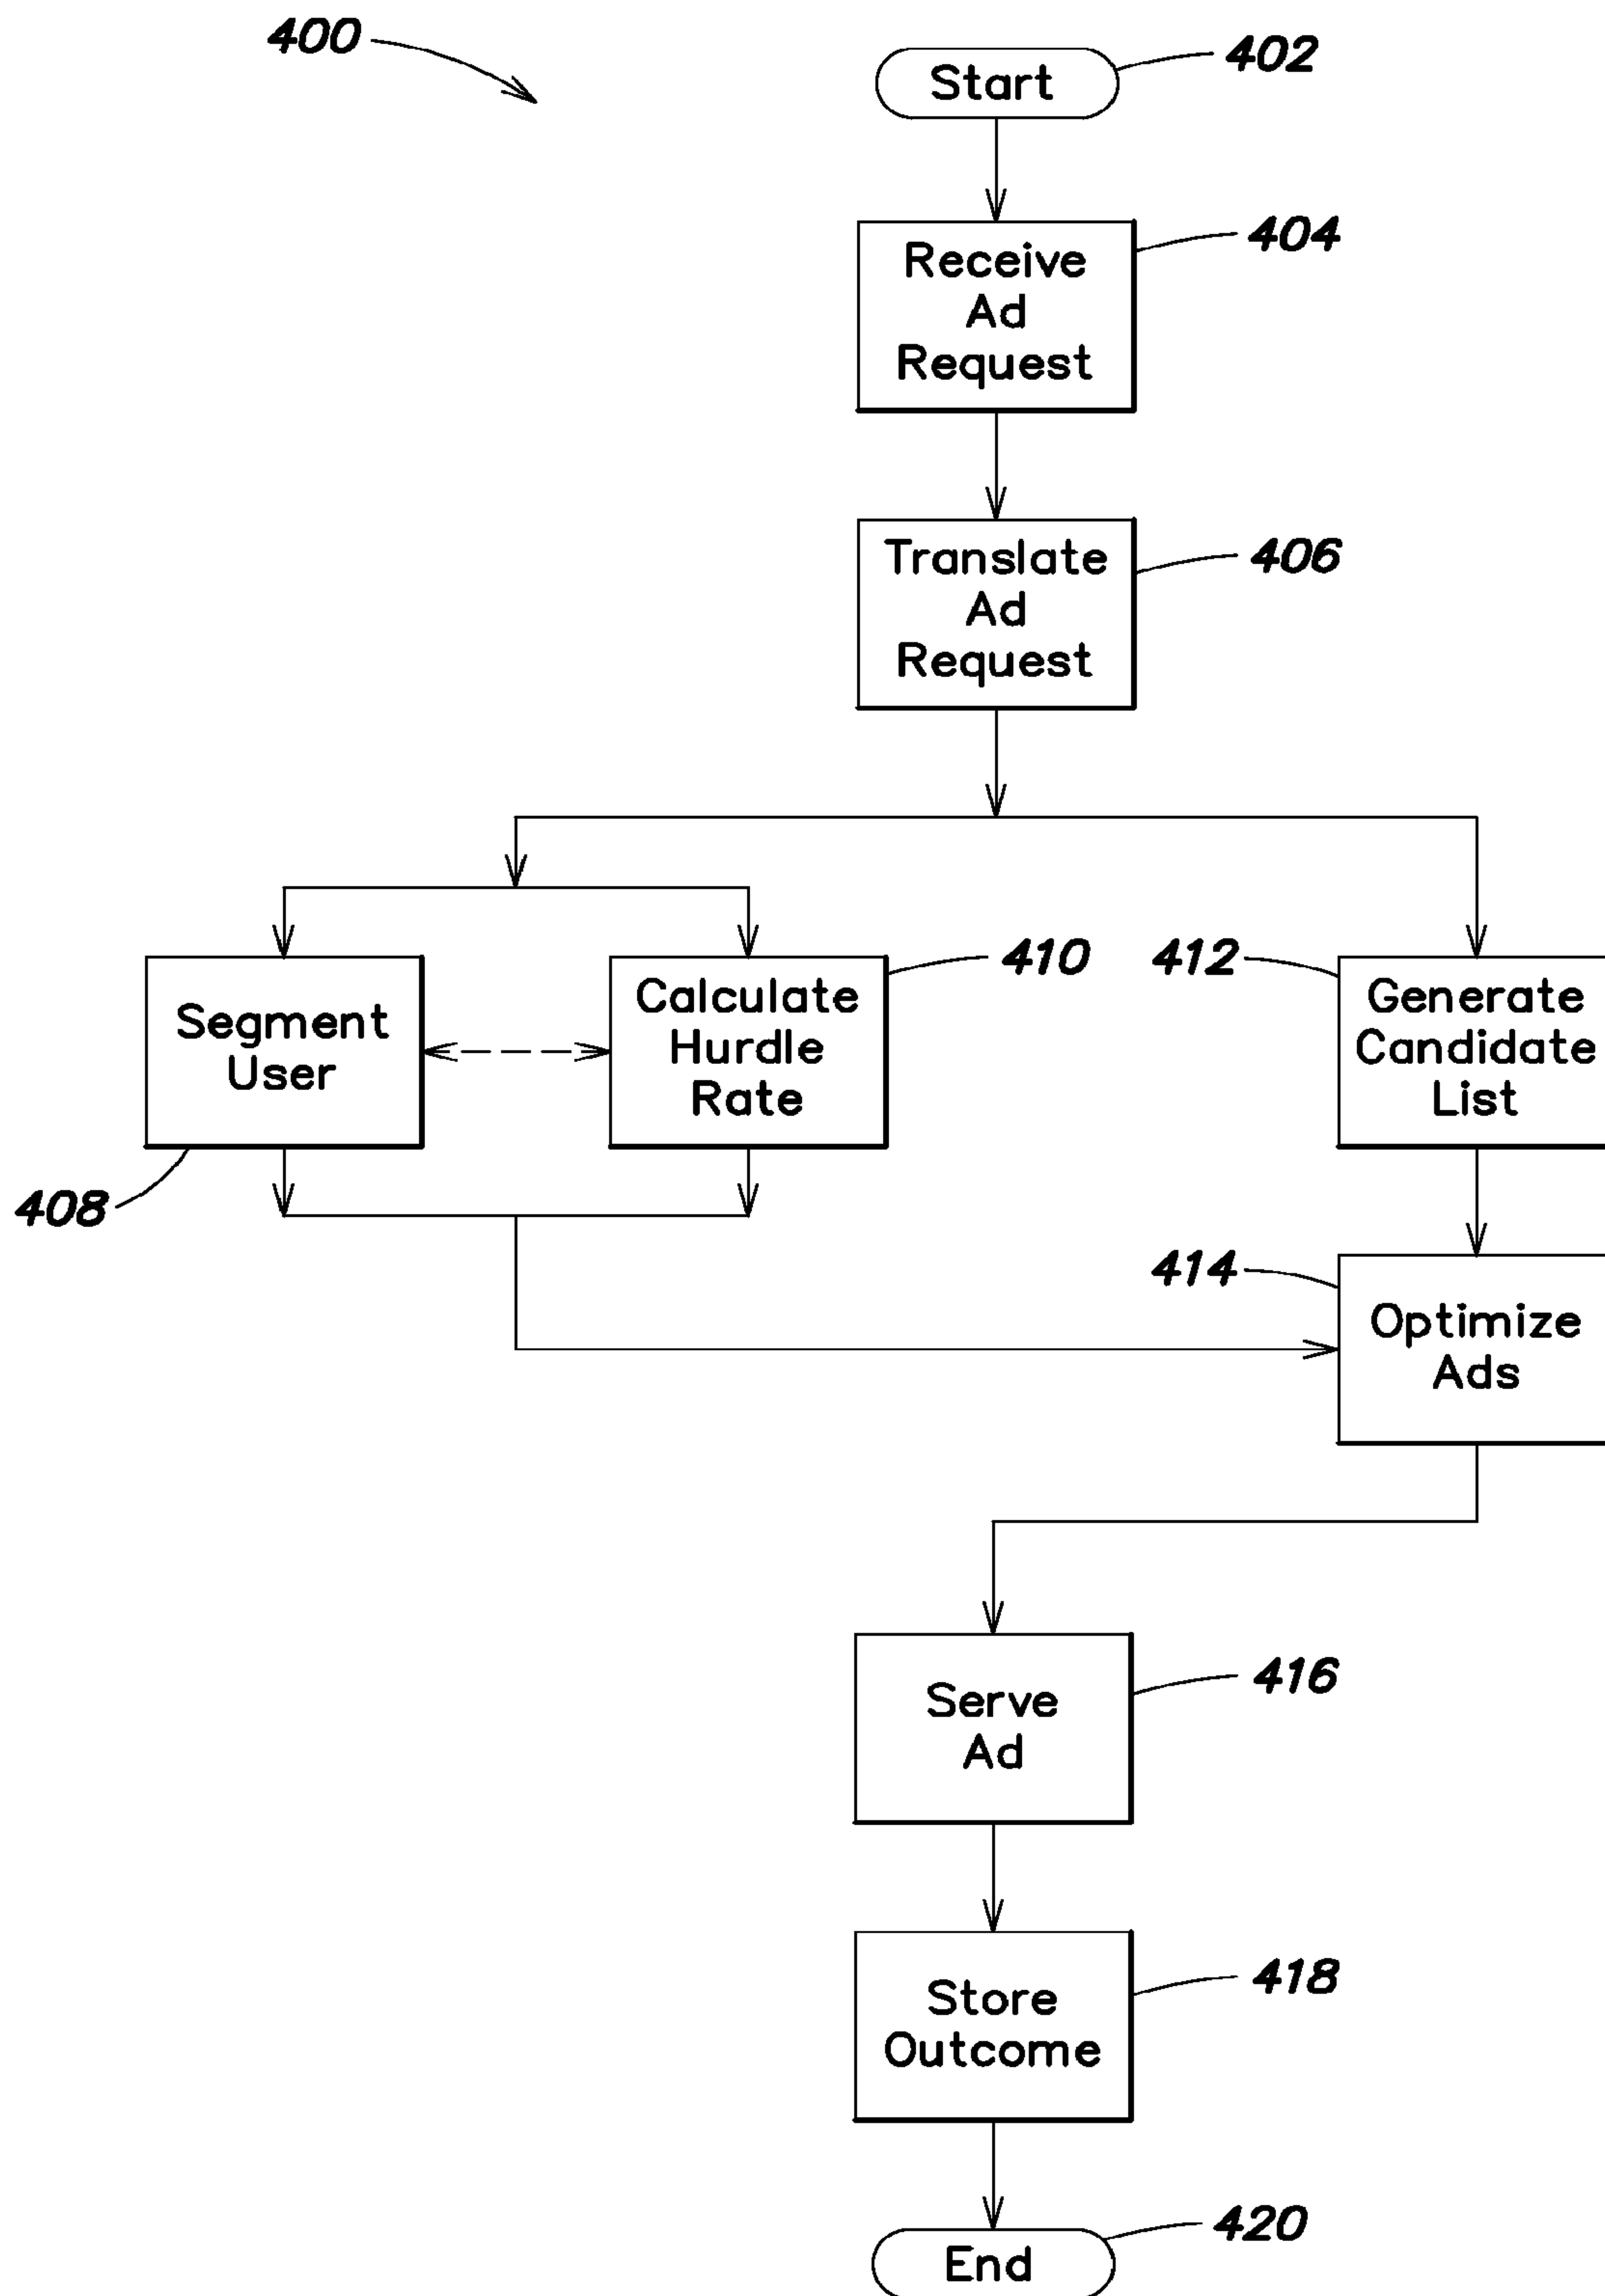 400
402
Start
404
Receive
Ad
Request
406
Translate
Ad
Request
408
Segment
User
410
Calculate
Hurdle
Rate
412
Generate
Candidate
List
414
Optimize
Ads
416
Serve
Ad
418
Store
Outcome
420
End